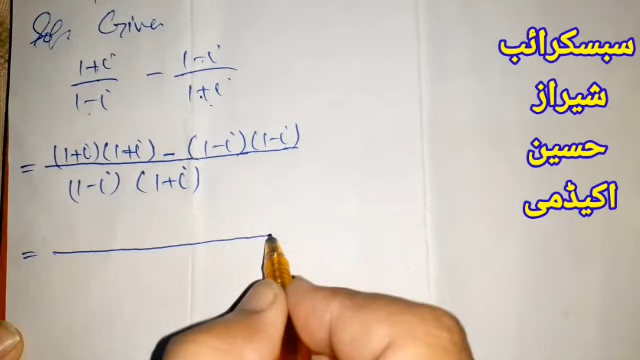 Sol: Given
(1+i)/(1-i) - (1-i)/(1+i)
= ((1+i)(1+i) - (1-i)(1-i))/((1-i) (1+i))
=
سبسکرائب
شیراز
حسین
اکیڈمی